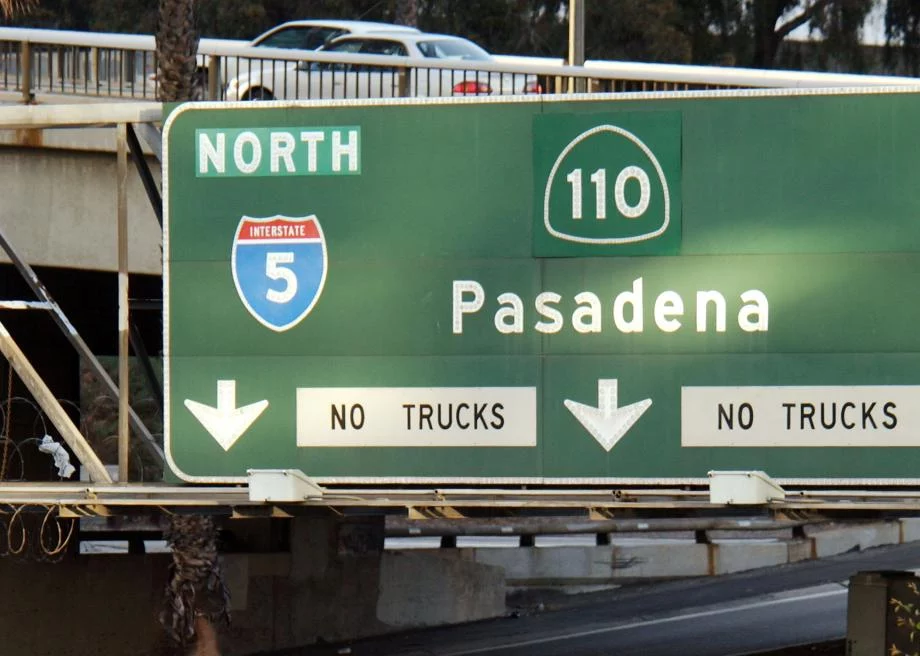 NORTH
INTERSTATE
5
110
Pasadena
NO TRUCKS
NO TRUCKS